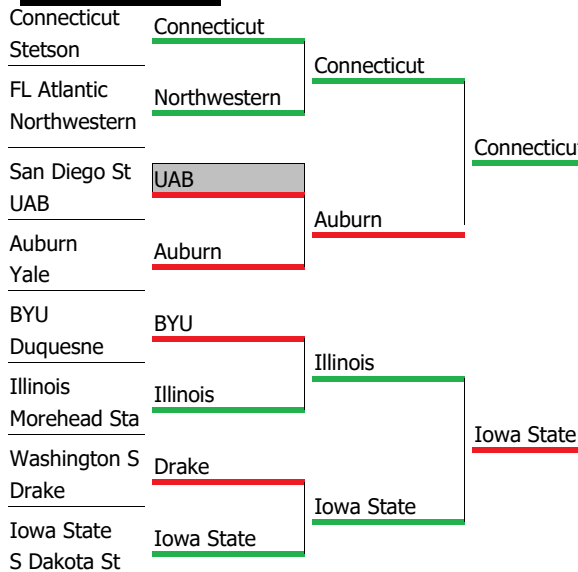 Connecticut
Stetson
FL Atlantic
Northwestern
San Diego St
UAB
Auburn
Yale
BYU
Duquesne
Illinois
Morehead Sta
Washington S
Drake
Iowa State
S Dakota St
Connecticut
Northwestern
UAB
Auburn
BYU
Illinois
Drake
Iowa State
Connecticut
Auburn
Illinois
Iowa State
Connecticut
Iowa State